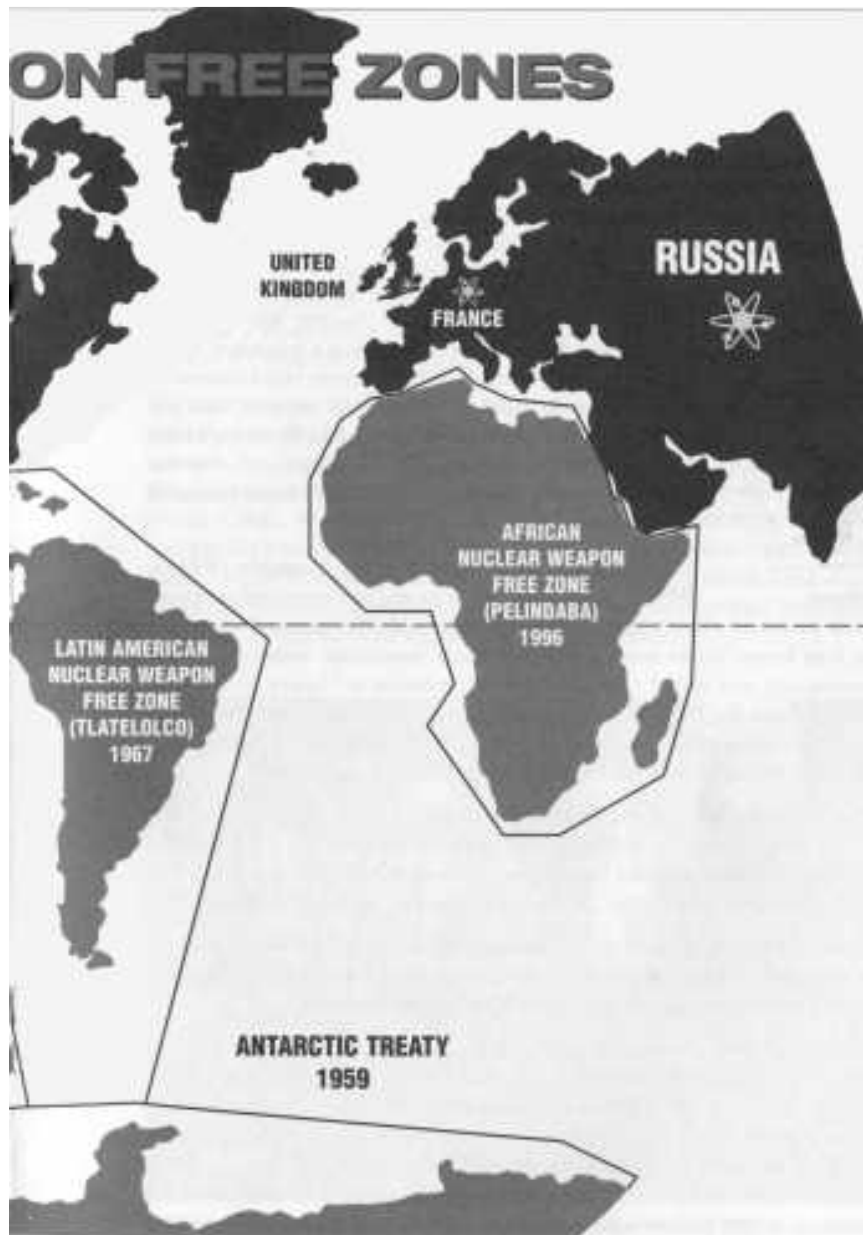 ON FREE ZONES
UNITED
KINGDOM
FRANCE
RUSSIA
AFRICAN
NUCLEAR WEAPON
FREE ZONE
(PELINDABA)
1996
LATIN AMERICAN
NUCLEAR WEAPON
FREE ZONE
(TLATELOLCO)
1967
ANTARCTIC TREATY
1959